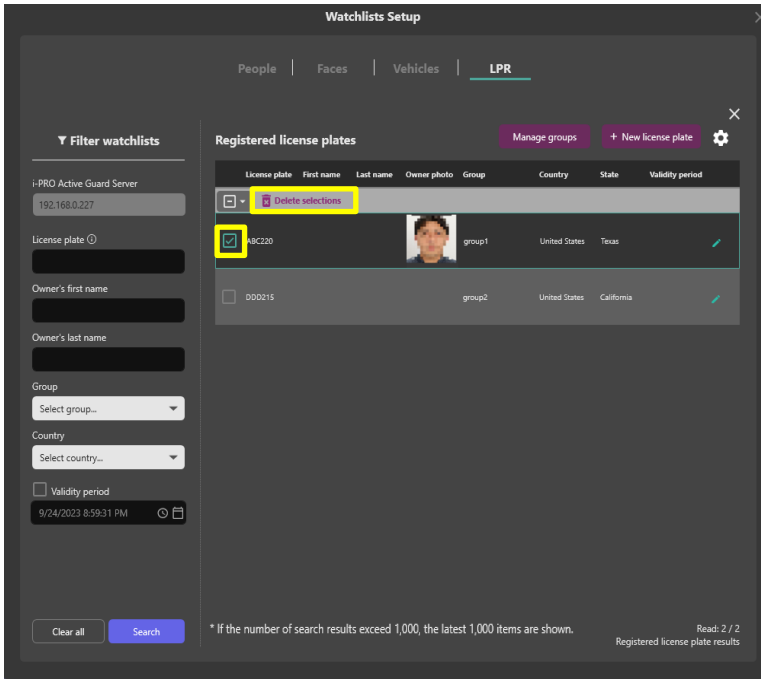 Watchlists Setup
People
Faces
Vehicles
LPR
Filter watchlists
i-PRO Active Guard Server
192.168.0.227
License plate
Owner's first name
Owner's last name
Group
Select group...
Country
Select country...
Validity period
9/24/2023 8:59:31 PM
Clear all
Search
Registered license plates
Manage groups
+ New license plate
License plate First name Last name Owner photo Group Country State Validity period
Delete selections
ABC220 group1 United States Texas
DDD215 group2 United States California
* If the number of search results exceed 1,000, the latest 1,000 items are shown.
Read: 2 / 2
Registered license plate results